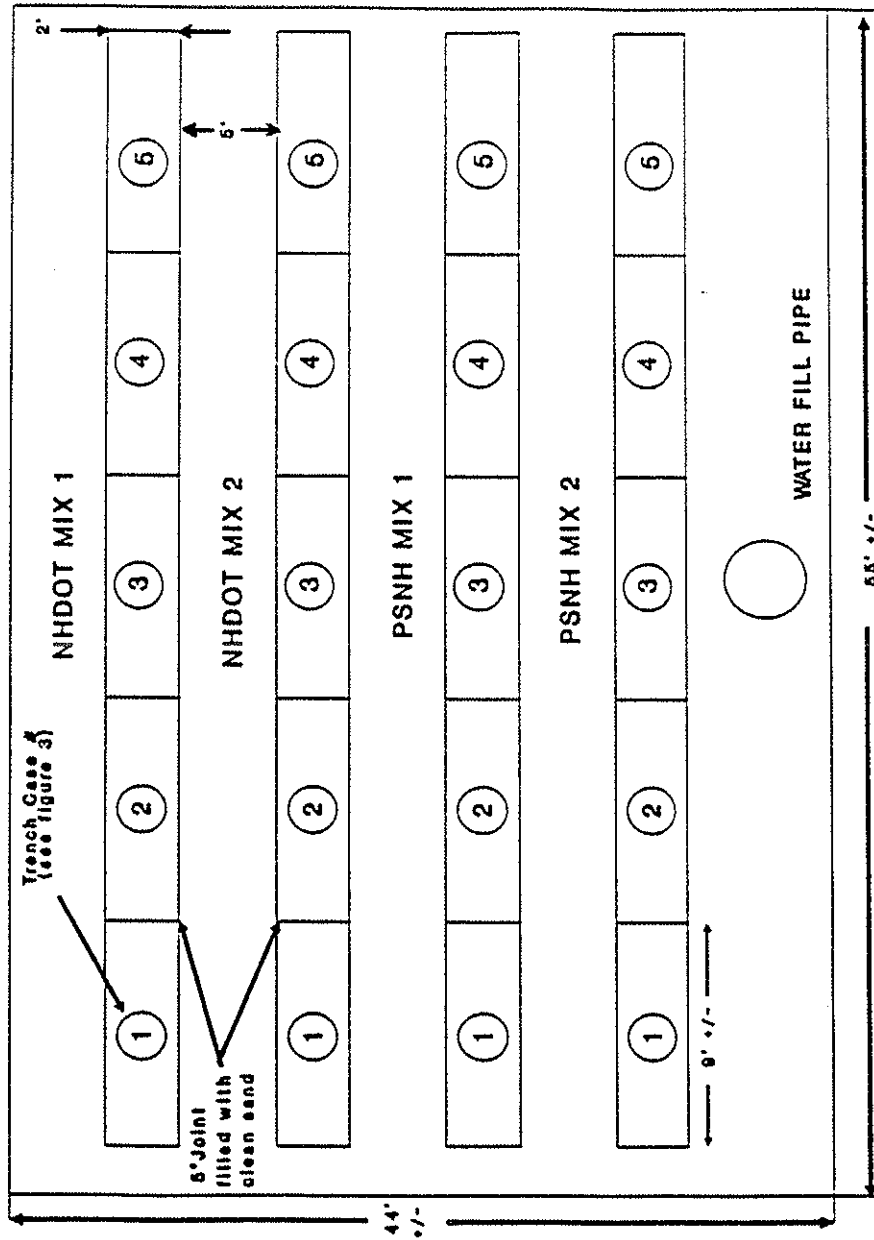 2'
Trench Case #
(see figure 3)
NHDOT MIX 1
1
2
3
4
5
5'
6"Joint
filled with
clean sand
NHDOT MIX 2
1
2
3
4
5
PSNH MIX 1
1
2
3
4
5
PSNH MIX 2
1
2
3
4
5
9' +/-
WATER FILL PIPE
44'
+/-
55' +/-